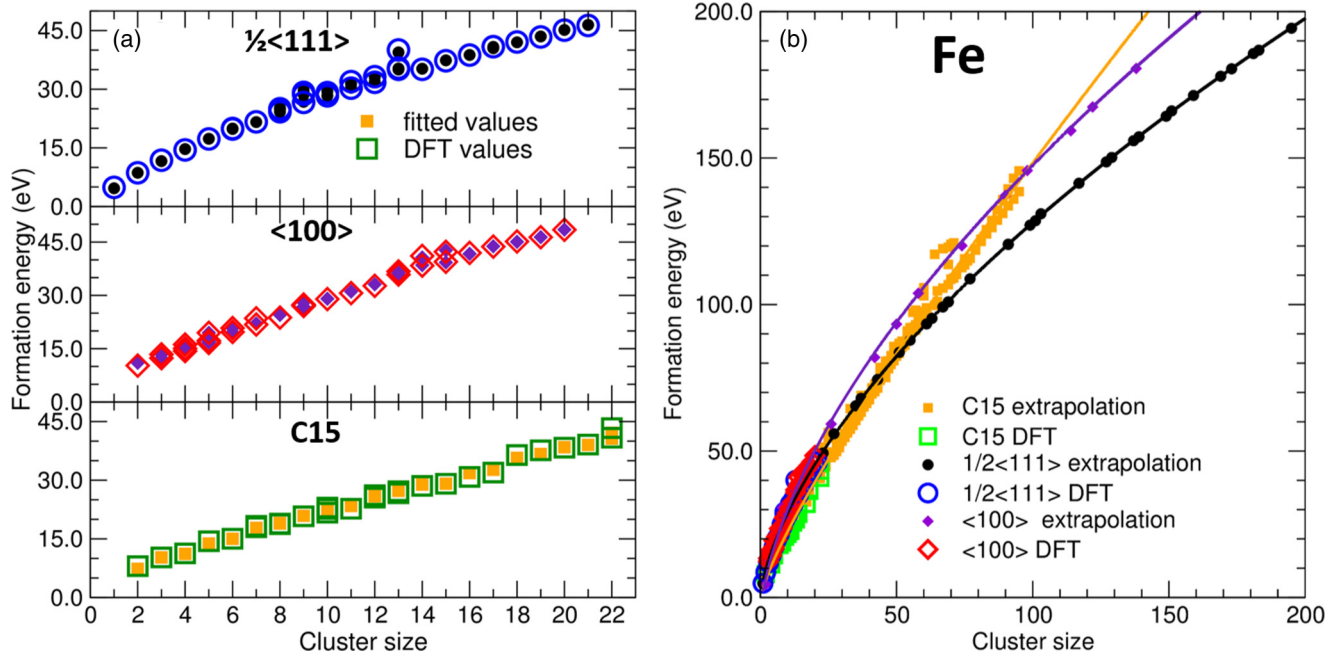 (a)
½<111>
45.0
30.0
15.0
0.0
fitted values
DFT values
<100>
45.0
30.0
15.0
0.0
C15
45.0
30.0
15.0
0.0
Formation energy (eV)
0 2 4 6 8 10 12 14 16 18 20 22
Cluster size
(b)
Fe
200.0
150.0
100.0
50.0
0.0
Formation energy (eV)
C15 extrapolation
C15 DFT
1/2<111> extrapolation
1/2<111> DFT
<100> extrapolation
<100> DFT
0 50 100 150 200
Cluster size